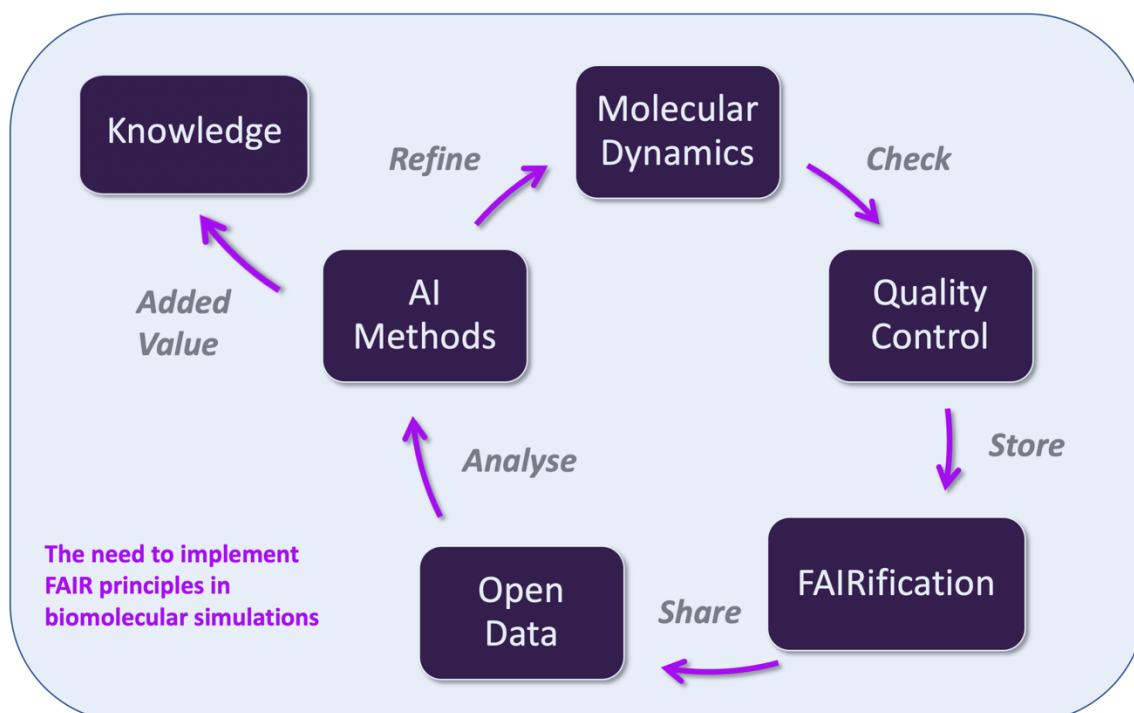 Knowledge
Refine
Molecular
Dynamics
Check
Added
Value
AI
Methods
Quality
Control
Analyse
Store
The need to implement
FAIR principles in
biomolecular simulations
Open
Data
Share
FAIRification